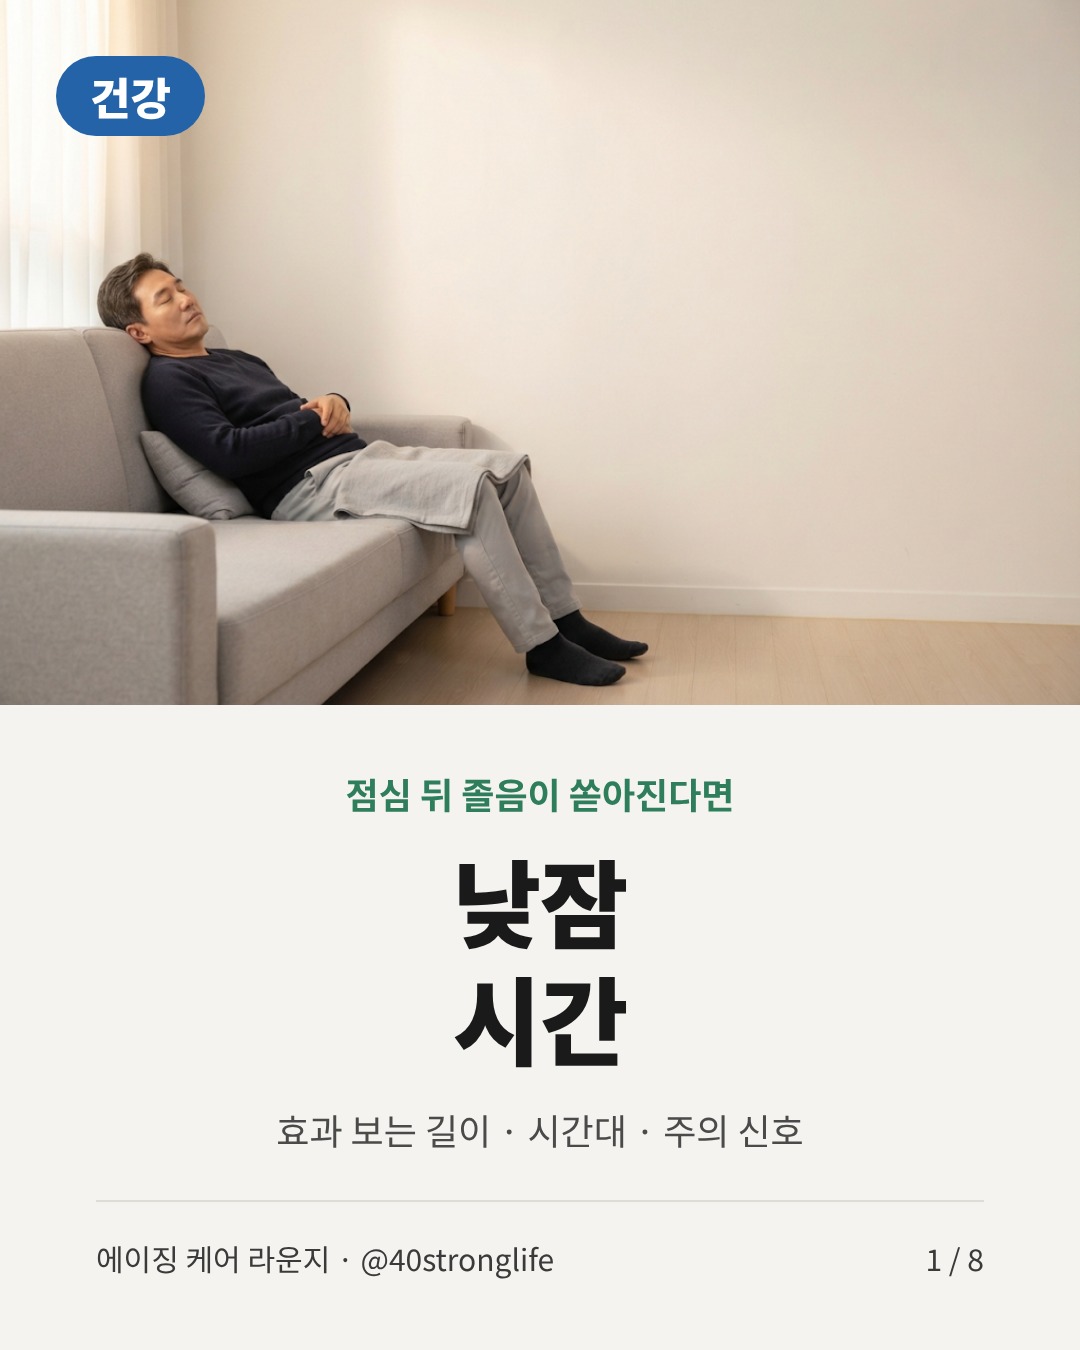 건강
점심 뒤 졸음이 쏟아진다면
낮잠
시간
효과 보는 길이 · 시간대 · 주의 신호
에이징 케어 라운지 · @40stronglife
1 / 8